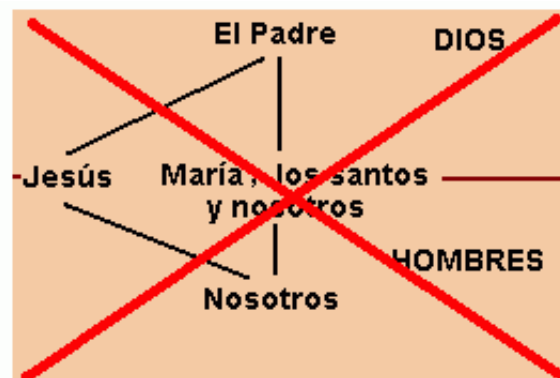 El Padre
DIOS
Jesús
María, los santos
y nosotros
HOMBRES
Nosotros